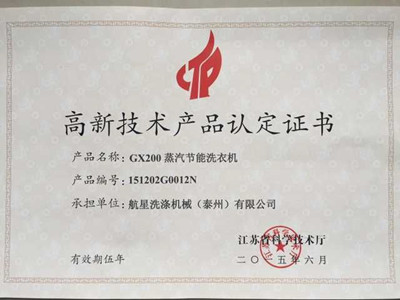 高新技术产品认定证书
产品名称：GX200 蒸汽节能洗衣机
产品编号：151202G0012N
承担单位：航星洗涤机械（泰州）有限公司
江苏省科学技术厅
有效期伍年
二〇一五年六月